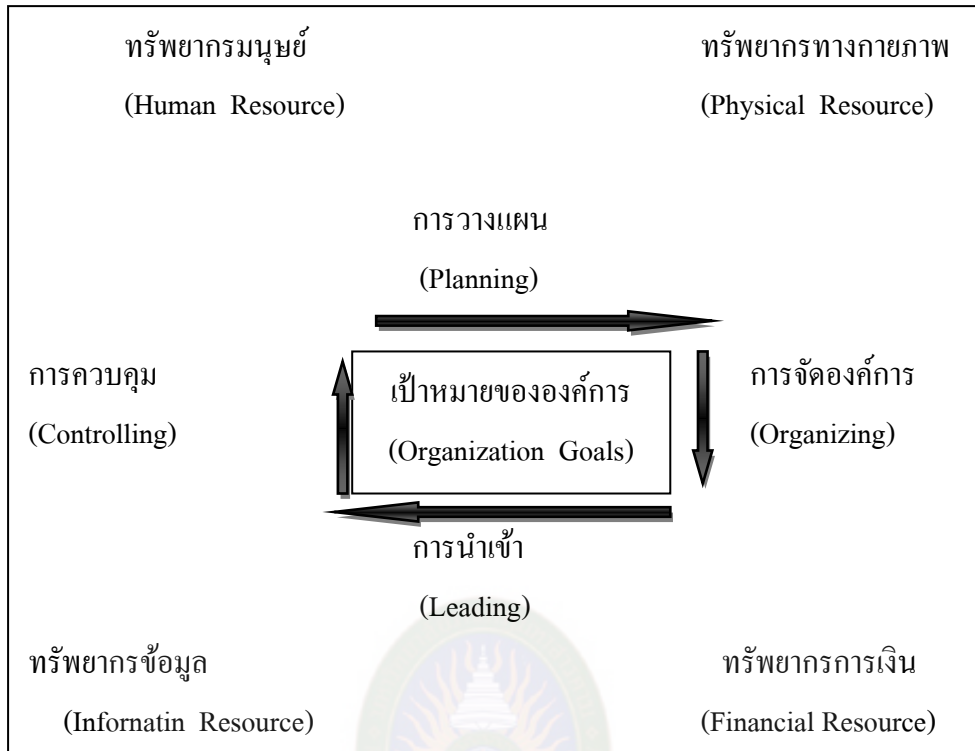 ทรัพยากรมนุษย์
(Human Resource)
ทรัพยากรทางกายภาพ
(Physical Resource)
การวางแผน
(Planning)
การควบคุม
(Controlling)
เป้าหมายขององค์การ
(Organization Goals)
การจัดองค์การ
(Organizing)
การนำเข้า
(Leading)
ทรัพยากรข้อมูล
(Infornatin Resource)
ทรัพยากรการเงิน
(Financial Resource)